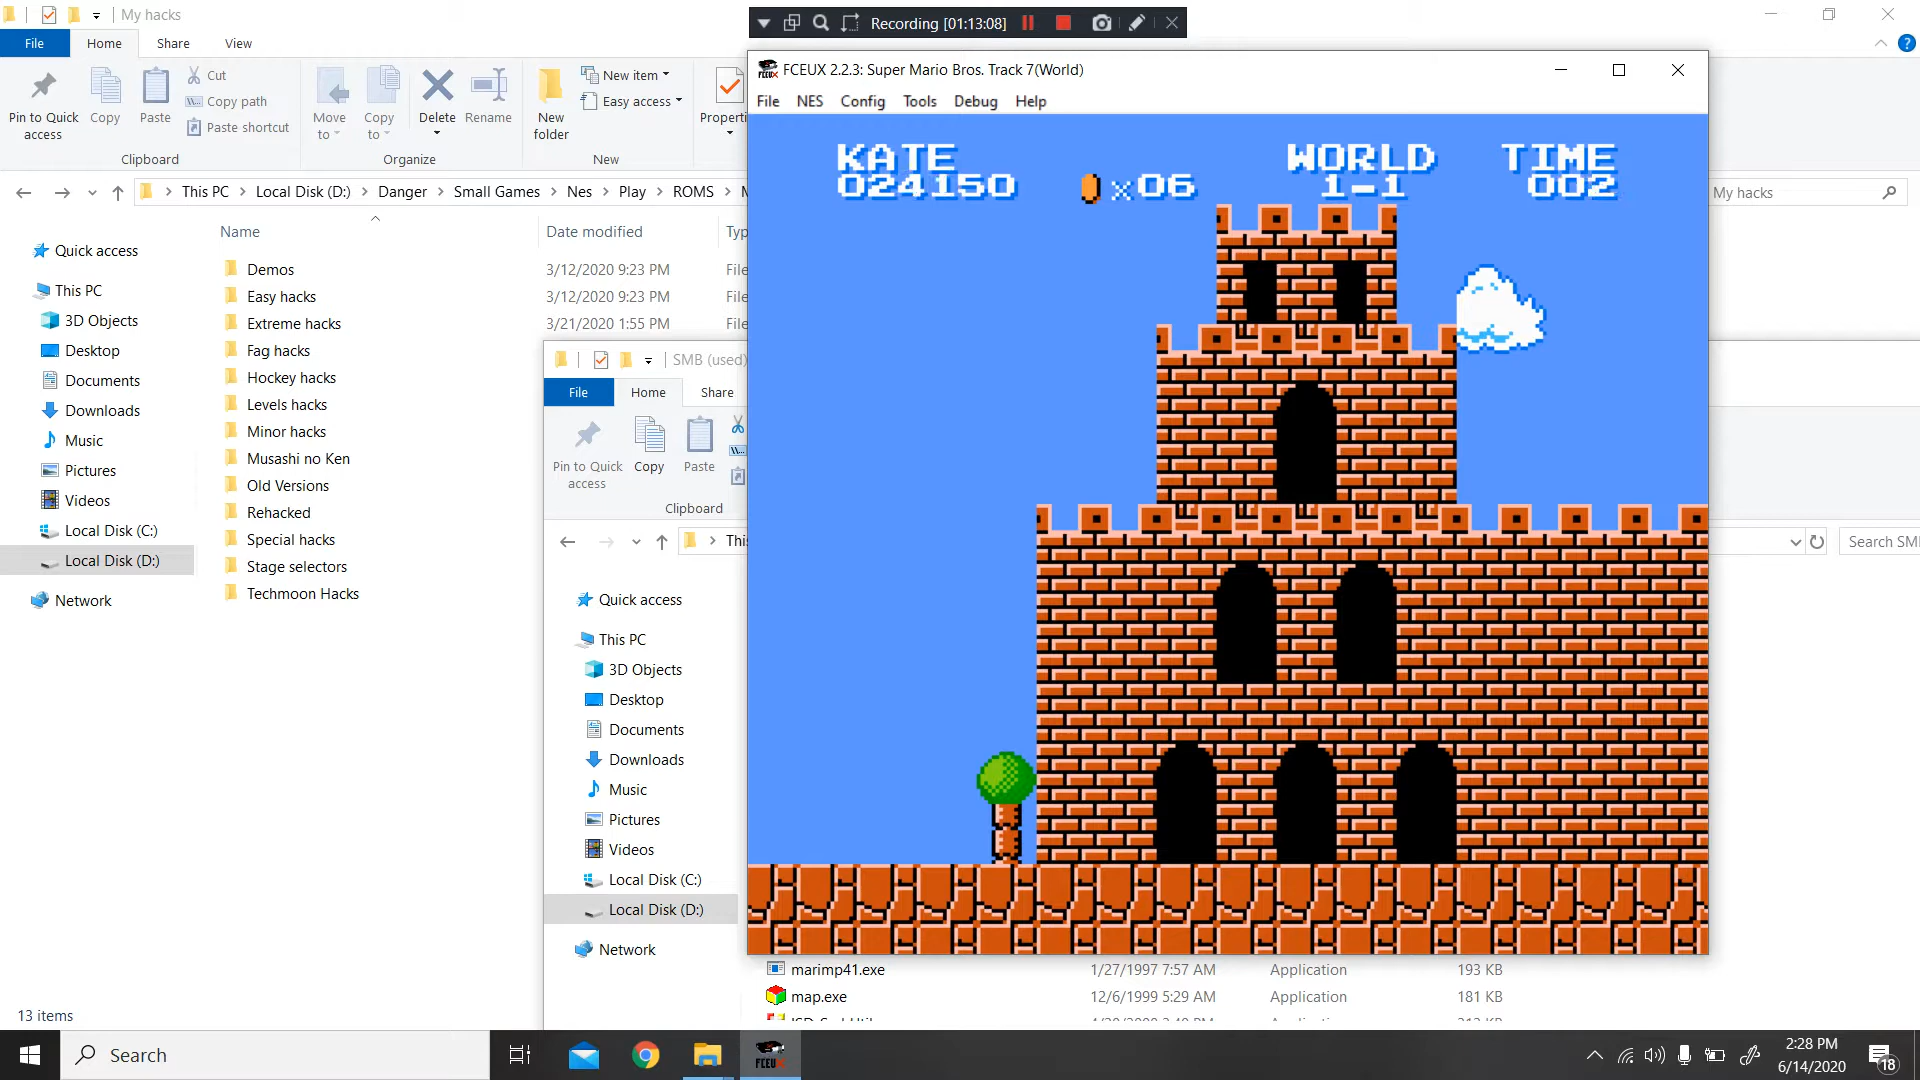 My hacks
File Home Share View
Pin to Quick access
Copy
Paste
Cut
Copy path
Paste shortcut
Move to
Copy to
Delete
Rename
New folder
New item
Easy access
Properti
Clipboard
Organize
New
This PC Local Disk (D:) Danger Small Games Nes Play ROMS M
My hacks
Name Date modified Typ
Quick access
This PC
3D Objects
Desktop
Documents
Downloads
Music
Pictures
Videos
Local Disk (C:)
Local Disk (D:)
Network
Demos 3/12/2020 9:23 PM File
Easy hacks 3/12/2020 9:23 PM File
Extreme hacks 3/21/2020 1:55 PM File
Fag hacks
Hockey hacks
Levels hacks
Minor hacks
Musashi no Ken
Old Versions
Rehacked
Special hacks
Stage selectors
Techmoon Hacks
13 items
SMB (used)
File Home Share
Pin to Quick access
Copy
Paste
Clipboard
This
Search SM
Quick access
This PC
3D Objects
Desktop
Documents
Downloads
Music
Pictures
Videos
Local Disk (C:)
Local Disk (D:)
Network
marimp41.exe 1/27/1997 7:57 AM Application 193 KB
map.exe 12/6/1999 5:29 AM Application 181 KB
Recording [01:13:08]
FCEUX 2.2.3: Super Mario Bros. Track 7(World)
File NES Config Tools Debug Help
KATE WORLD TIME
024150 x06 1-1 002
Search
FCEUX
2:28 PM
6/14/2020
18